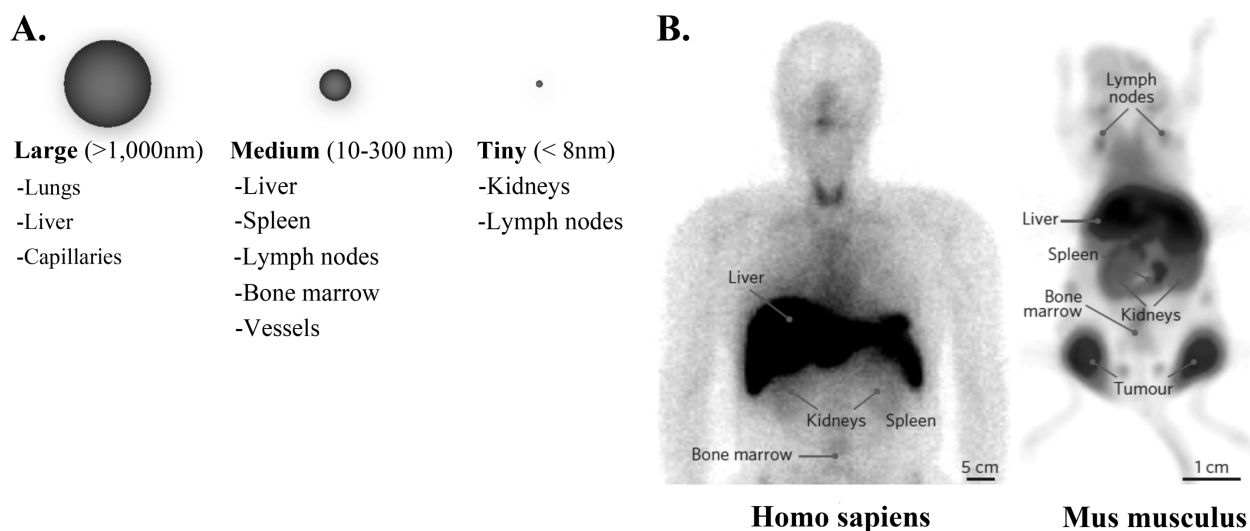 A.
Large (>1,000nm)
-Lungs
-Liver
-Capillaries
Medium (10-300 nm)
-Liver
-Spleen
-Lymph nodes
-Bone marrow
-Vessels
Tiny (< 8nm)
-Kidneys
-Lymph nodes
B.
Liver
Kidneys
Spleen
Bone marrow
5 cm
Homo sapiens
Lymph
nodes
Liver
Spleen
Bone
marrow
Kidneys
Tumour
1 cm
Mus musculus